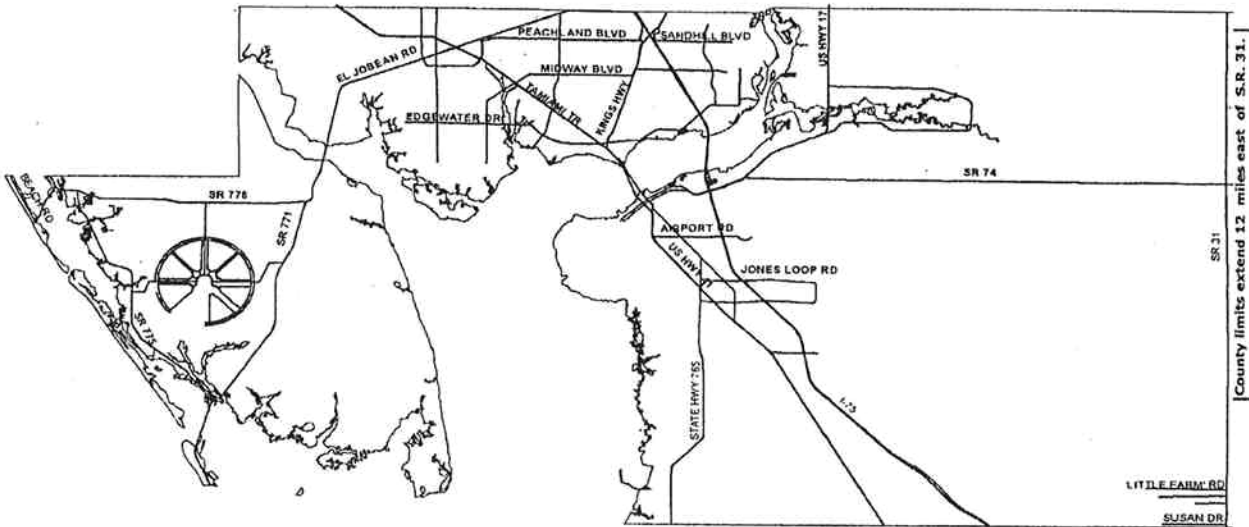 PEACHLAND BLVD
SANDHILL BLVD
US HWY 17
EL JOBEAN RD
MIDWAY BLVD
TAMIAMI TR
KINGS HWY
EDGEWATER DR
SR 74
BEACH RD
SR 776
SR 771
AIRPORT RD
US HWY
JONES LOOP RD
SR 31
SR 775
STATE HWY 765
I-75
LITTLE FARM RD
SUSAN DR
County limits extend 12 miles east of S.R. 31.